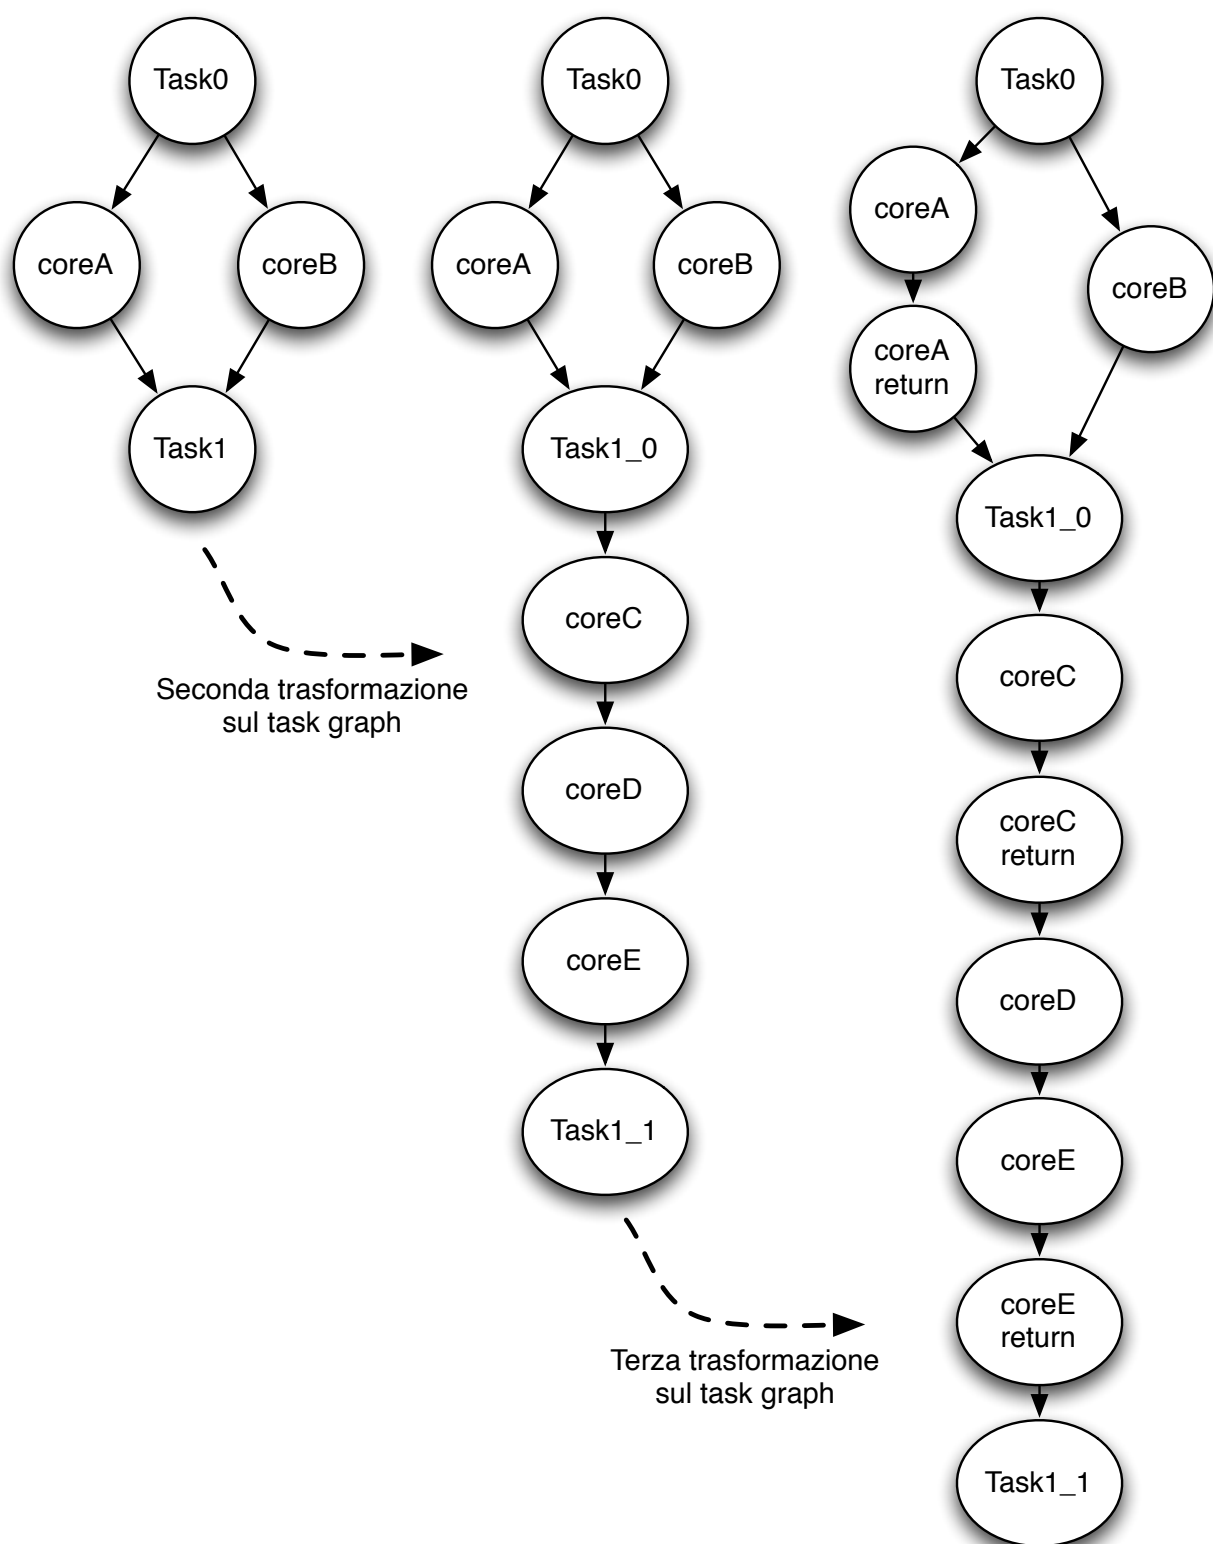 Task0
coreA
coreB
Task1
Seconda trasformazione
sul task graph
Task0
coreA
coreB
Task1_0
coreC
coreD
coreE
Task1_1
Terza trasformazione
sul task graph
Task0
coreA
coreB
coreA
return
Task1_0
coreC
coreC
return
coreD
coreE
coreE
return
Task1_1